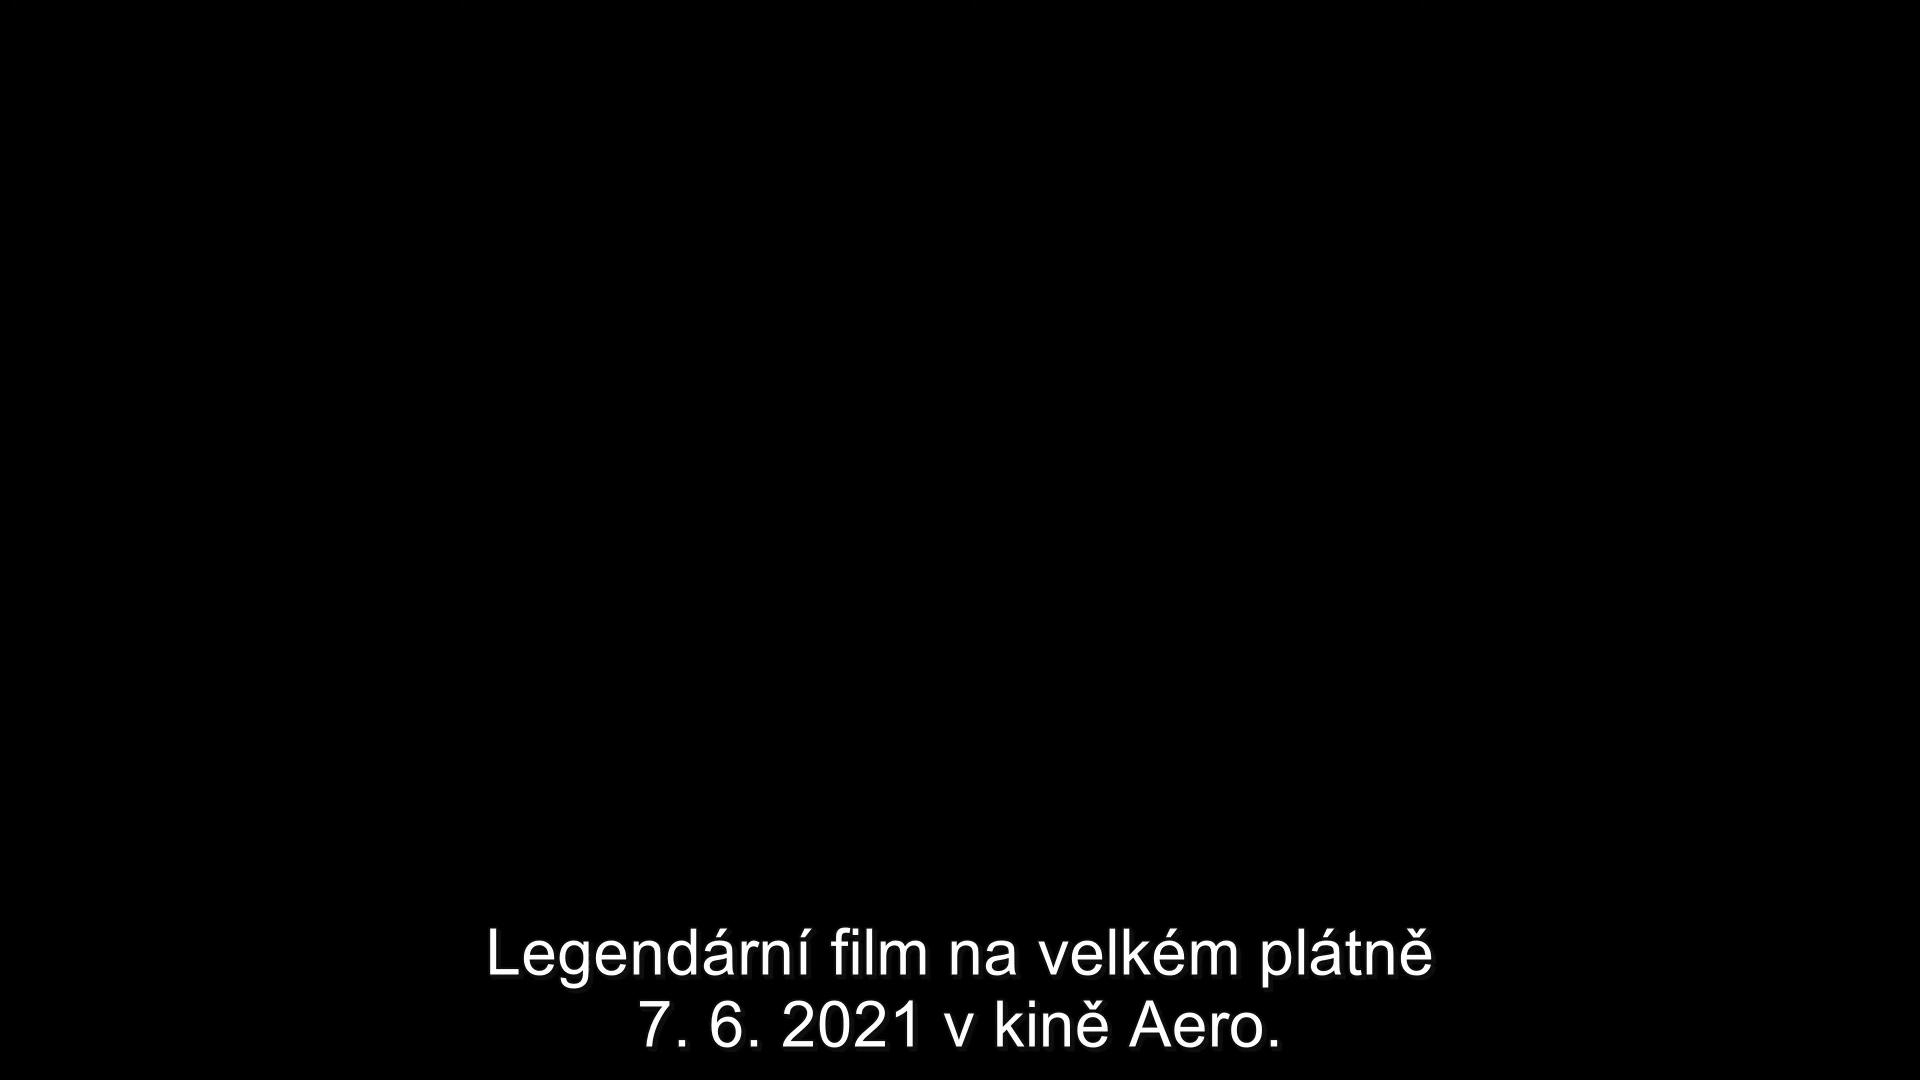 Legendární film na velkém plátně
7. 6. 2021 v kině Aero.